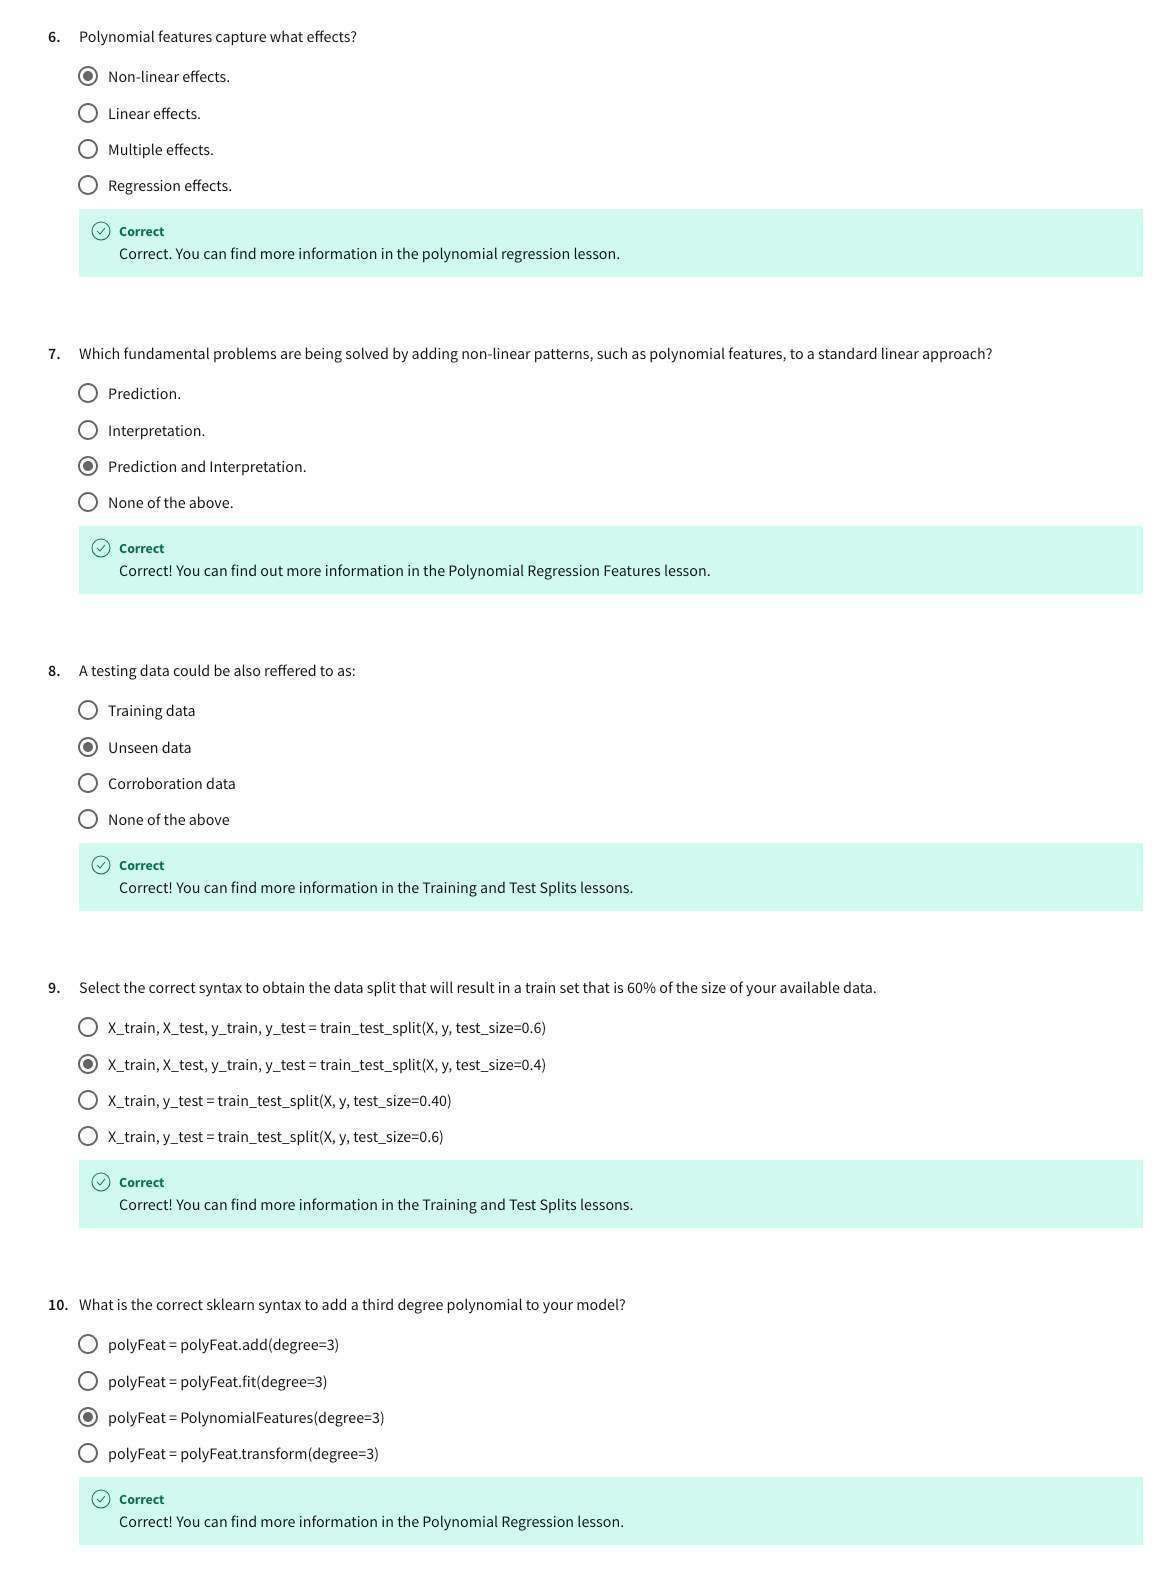 6. Polynomial features capture what effects?
Non-linear effects.
Linear effects.
Multiple effects.
Regression effects.
Correct
Correct. You can find more information in the polynomial regression lesson.
7. Which fundamental problems are being solved by adding non-linear patterns, such as polynomial features, to a standard linear approach?
Prediction.
Interpretation.
Prediction and Interpretation.
None of the above.
Correct
Correct! You can find out more information in the Polynomial Regression Features lesson.
8. A testing data could be also reffered to as:
Training data
Unseen data
Corroboration data
None of the above
Correct
Correct! You can find more information in the Training and Test Splits lessons.
9. Select the correct syntax to obtain the data split that will result in a train set that is 60% of the size of your available data.
X_train, X_test, y_train, y_test = train_test_split(X, y, test_size=0.6)
X_train, X_test, y_train, y_test = train_test_split(X, y, test_size=0.4)
X_train, y_test = train_test_split(X, y, test_size=0.40)
X_train, y_test = train_test_split(X, y, test_size=0.6)
Correct
Correct! You can find more information in the Training and Test Splits lessons.
10. What is the correct sklearn syntax to add a third degree polynomial to your model?
polyFeat = polyFeat.add(degree=3)
polyFeat = polyFeat.fit(degree=3)
polyFeat = PolynomialFeatures(degree=3)
polyFeat = polyFeat.transform(degree=3)
Correct
Correct! You can find more information in the Polynomial Regression lesson.